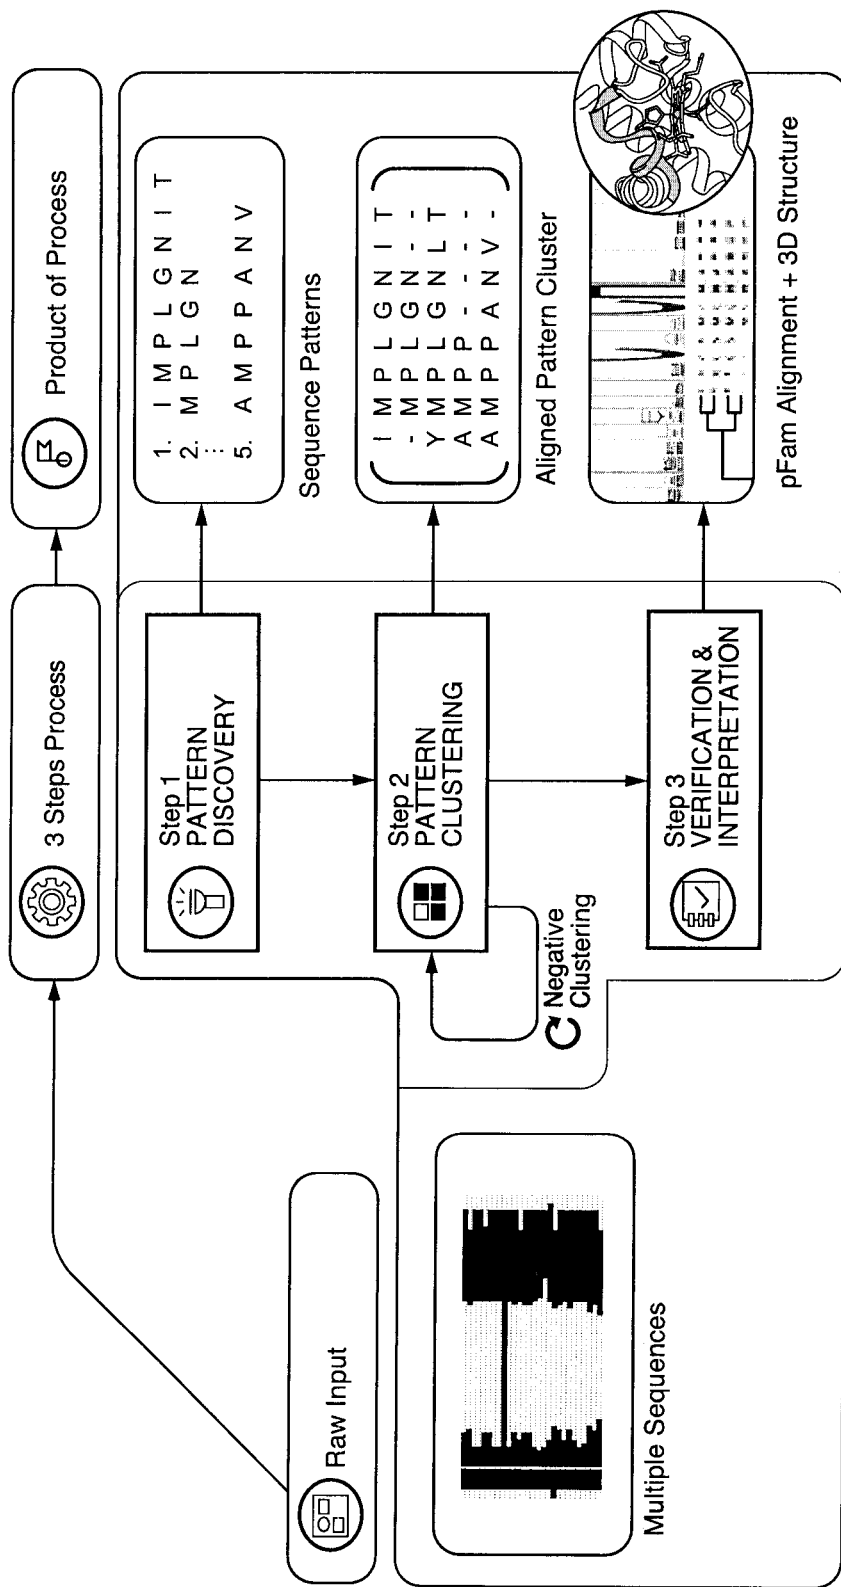 Raw Input
3 Steps Process
Product of Process
Multiple Sequences
Step 1
PATTERN
DISCOVERY
1. I M P L G N I T
2. M P L G N
⋮
5. A M P P A N V
Sequence Patterns
Step 2
PATTERN
CLUSTERING
Negative
Clustering
I M P L G N I T
- M P L G N - -
Y M P L G N L T
A M P P - - - -
A M P P A N V -
Aligned Pattern Cluster
Step 3
VERIFICATION &
INTERPRETATION
pFam Alignment + 3D Structure